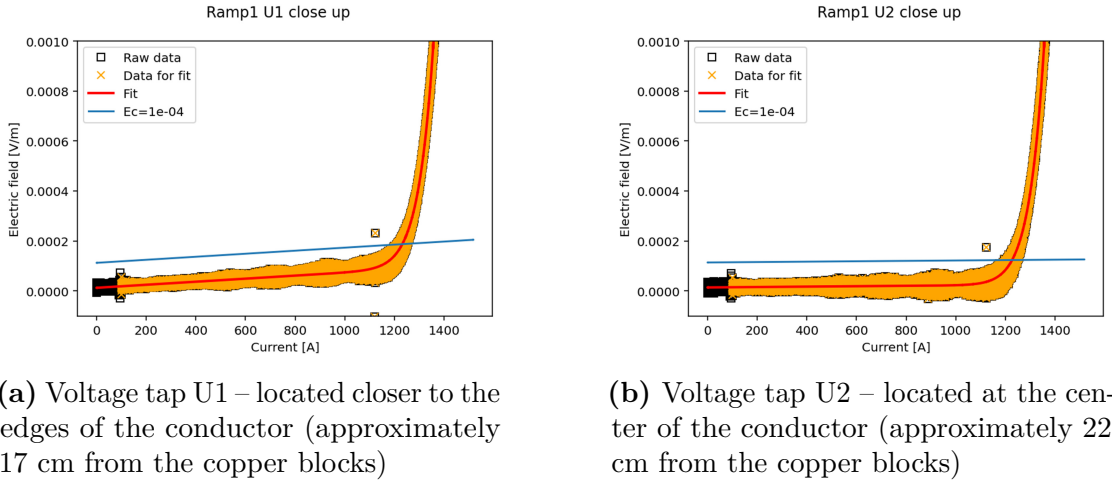 Ramp1 U1 close up
0.0010
0.0008
0.0006
0.0004
0.0002
0.0000
Electric field [V/m]
Raw data
Data for fit
Fit
Ec=1e-04
0 200 400 600 800 1000 1200 1400
Current [A]
Ramp1 U2 close up
0.0010
0.0008
0.0006
0.0004
0.0002
0.0000
Electric field [V/m]
Raw data
Data for fit
Fit
Ec=1e-04
0 200 400 600 800 1000 1200 1400
Current [A]
(a) Voltage tap U1 – located closer to the
edges of the conductor (approximately
17 cm from the copper blocks)
(b) Voltage tap U2 – located at the cen-
ter of the conductor (approximately 22
cm from the copper blocks)